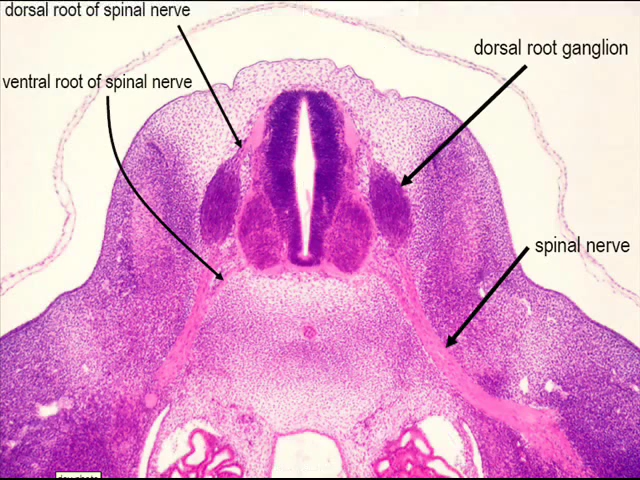 dorsal root of spinal nerve
dorsal root ganglion
ventral root of spinal nerve
spinal nerve